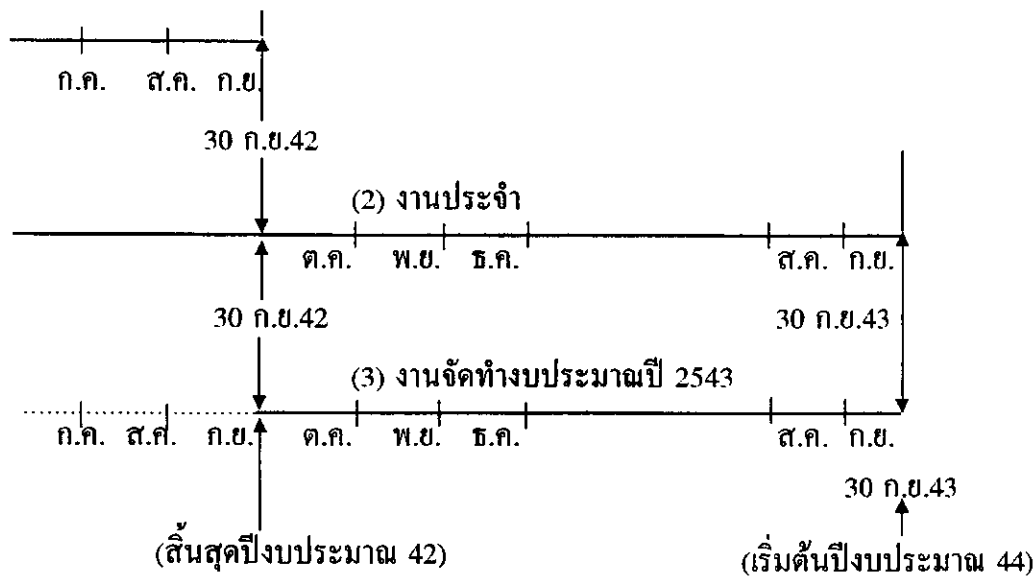 ก.ค. ส.ค. ก.ย.
30 ก.ย.42
(2) งานประจำ
ต.ค. พ.ย. ธ.ค. ส.ค. ก.ย.
30 ก.ย.42 30 ก.ย.43
(3) งานจัดทำงบประมาณปี 2543
ก.ค. ส.ค. ก.ย. ต.ค. พ.ย. ธ.ค. ส.ค. ก.ย.
30 ก.ย.43
(สิ้นสุดปีงบประมาณ 42) (เริ่มต้นปีงบประมาณ 44)